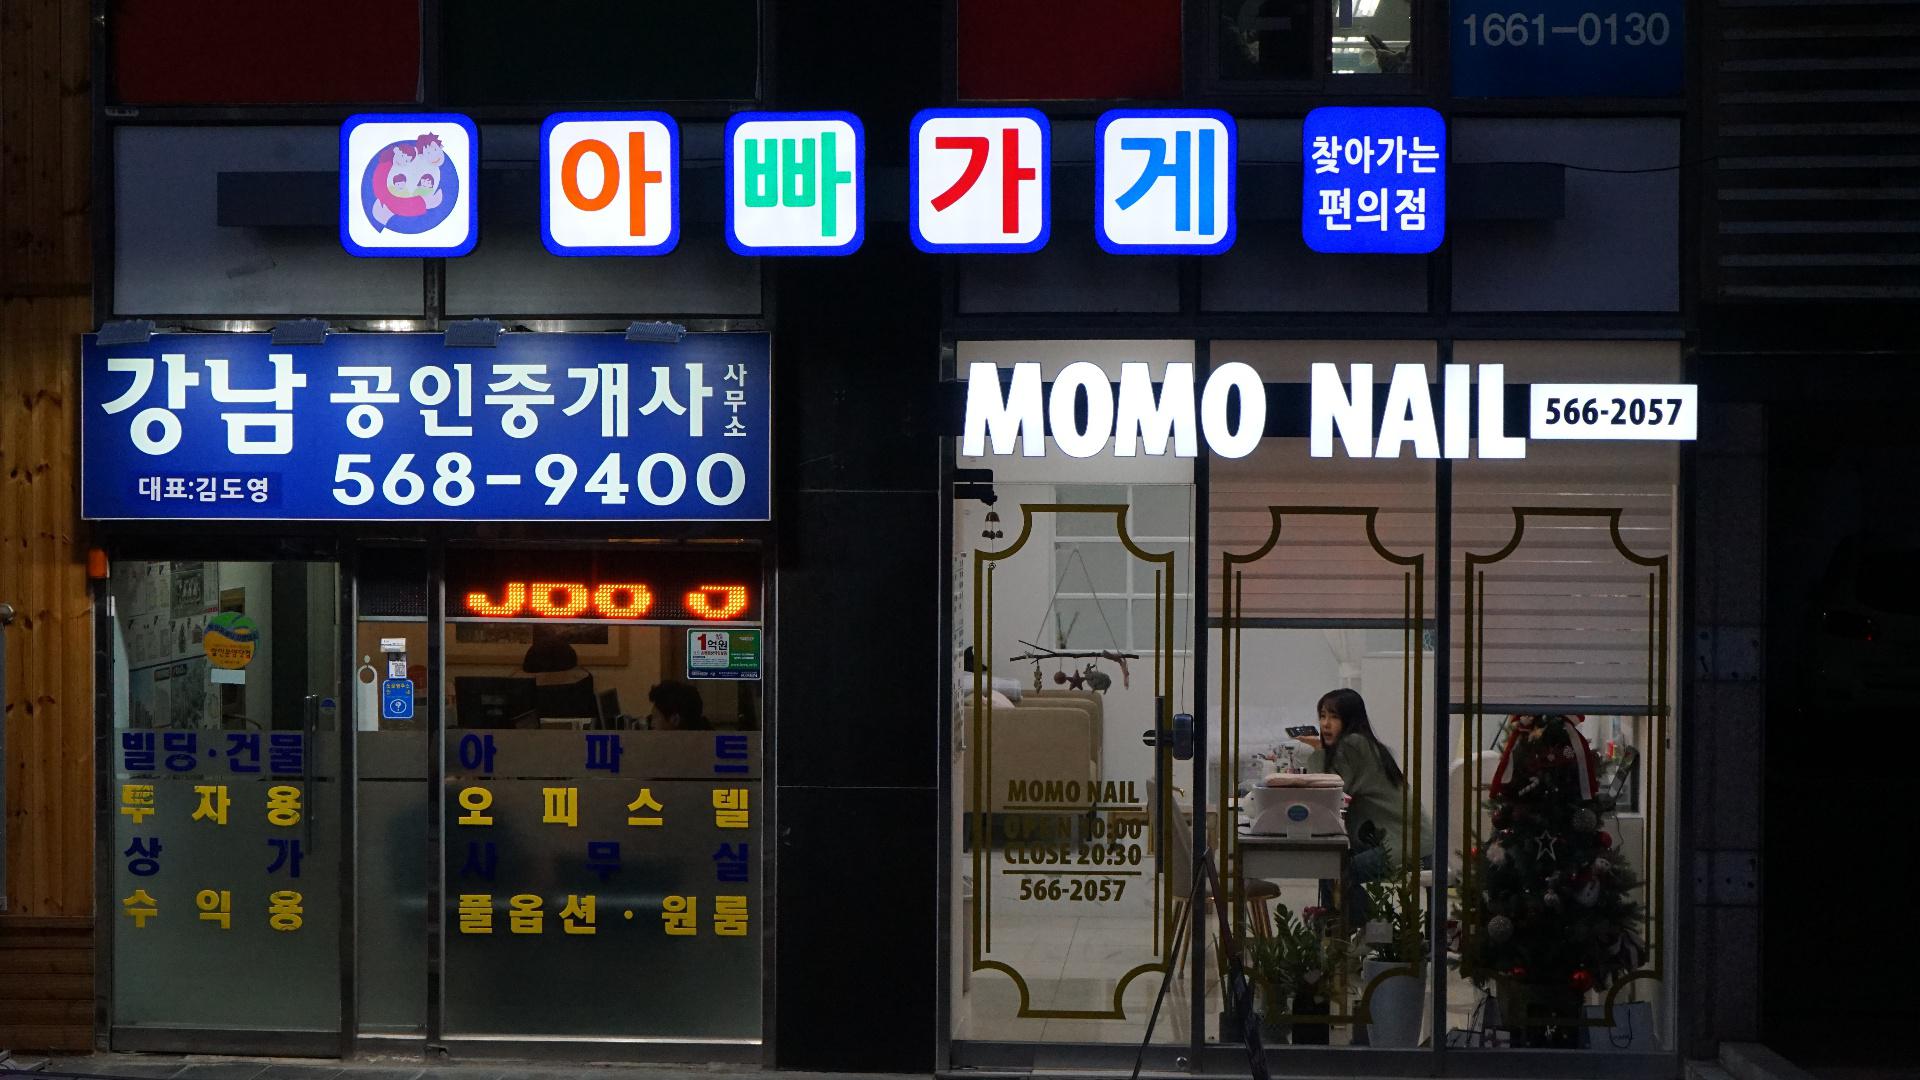 1661-0130
아빠가게
찾아가는
편의점
강남 공인중개사 사무소
대표:김도영 568-9400
MOMO NAIL 566-2057
JOO J
1억원
빌딩·건물
투자용
상가
수익용
아파트
오피스텔
사무실
풀옵션·원룸
MOMO NAIL
OPEN 10:00
CLOSE 20:30
566-2057